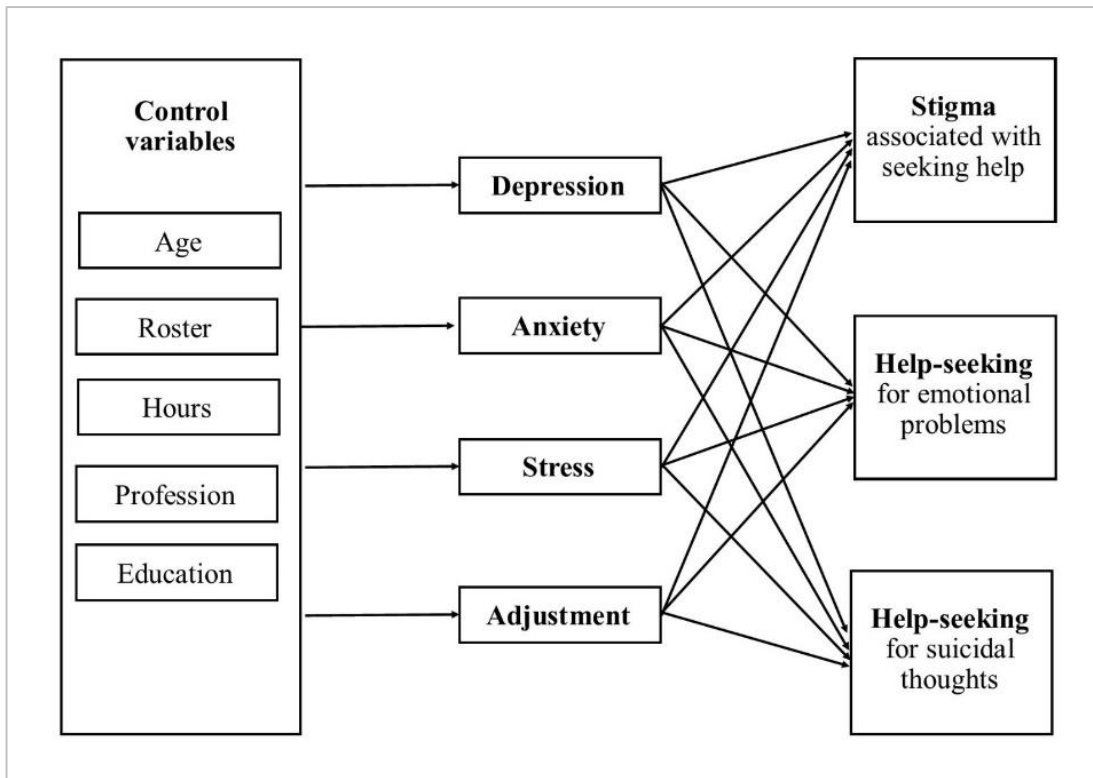 Control
variables
Age
Roster
Hours
Profession
Education
Depression
Anxiety
Stress
Adjustment
Stigma
associated with
seeking help
Help-seeking
for emotional
problems
Help-seeking
for suicidal
thoughts